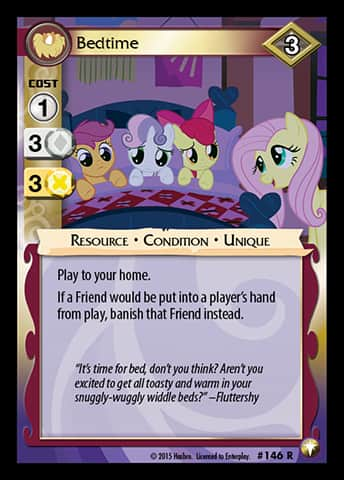 Bedtime
3
COST
1
3
3
RESOURCE • CONDITION • UNIQUE
Play to your home.
If a Friend would be put into a player's hand
from play, banish that Friend instead.
"It's time for bed, don't you think? Aren't you
excited to get all toasty and warm in your
snuggly-wuggly widdle beds?" –Fluttershy
© 2015 Hasbro. Licensed to Enterplay. #146 R